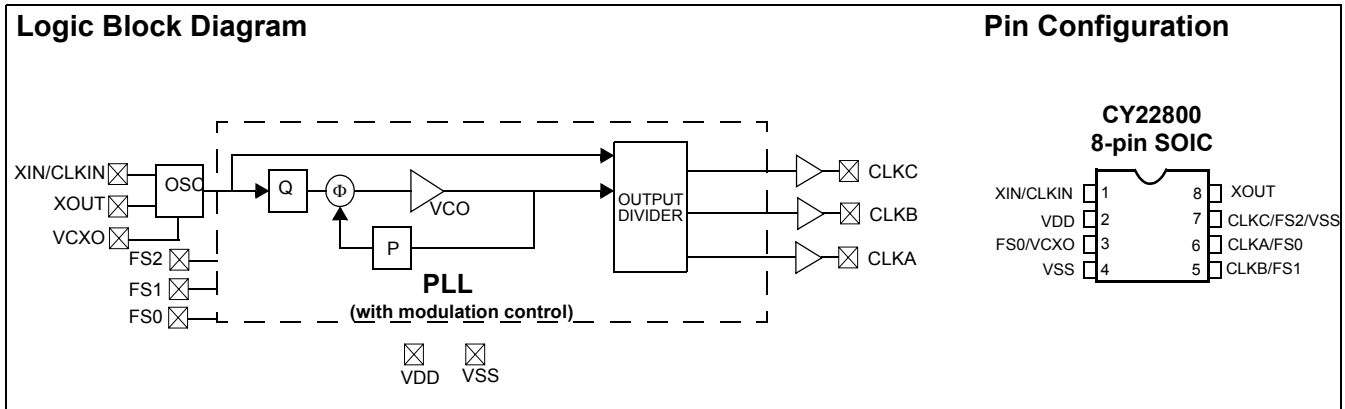 Logic Block Diagram
Pin Configuration
XIN/CLKIN
XOUT
VCXO
FS2
FS1
FS0
OSC
Q
Φ
VCO
P
PLL
(with modulation control)
OUTPUT
DIVIDER
CLKC
CLKB
CLKA
VDD
VSS
CY22800
8-pin SOIC
XIN/CLKIN 1
VDD 2
FS0/VCXO 3
VSS 4
8 XOUT
7 CLKC/FS2/VSS
6 CLKA/FS0
5 CLKB/FS1